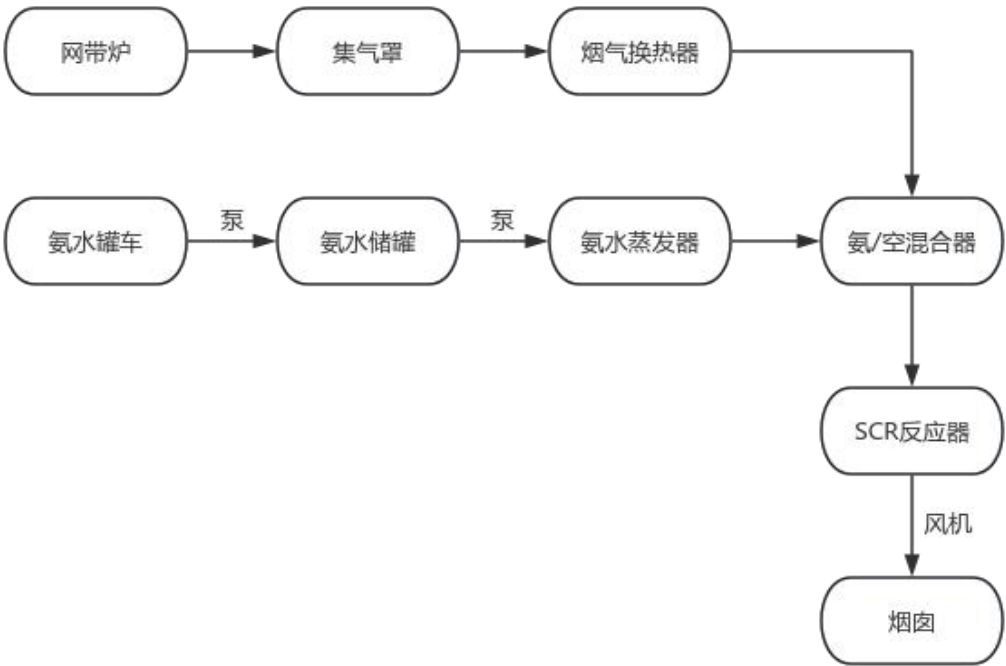 网带炉
集气罩
烟气换热器
氨水罐车
泵
氨水储罐
泵
氨水蒸发器
氨/空混合器
SCR反应器
风机
烟囱